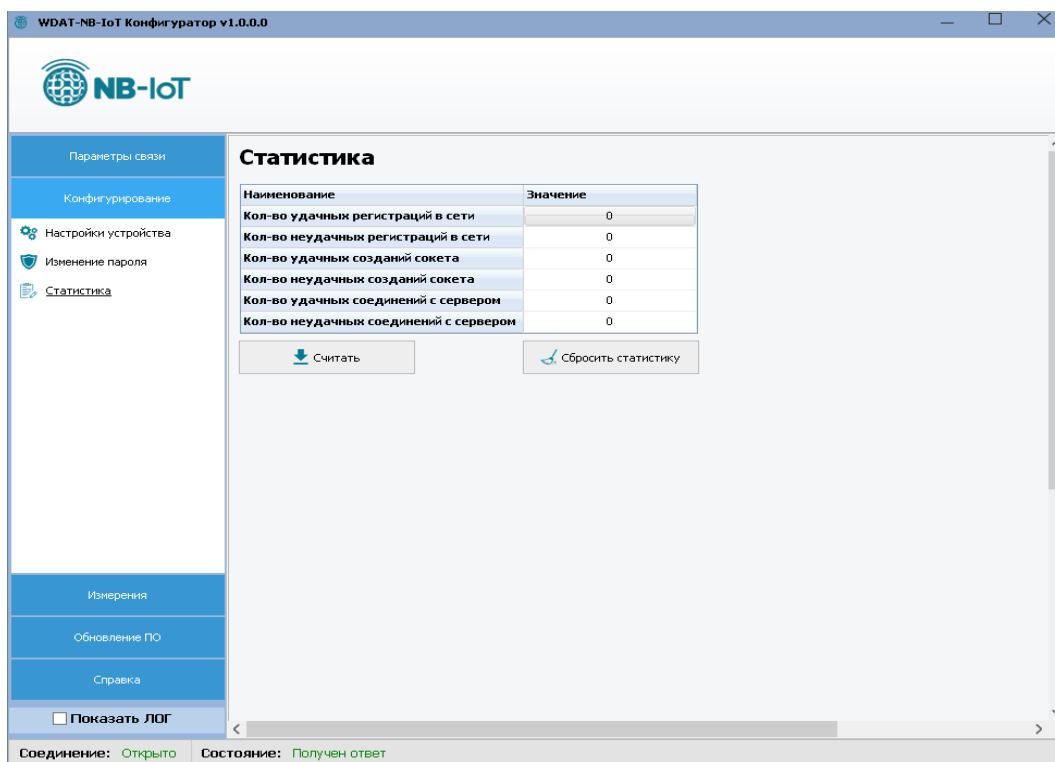 WDAT-NB-IoT Конфигуратор v1.0.0.0
NB-IoT
Параметры связи
Конфигурирование
Настройки устройства
Изменение пароля
Статистика
Измерения
Обновление ПО
Справка
Показать ЛОГ
Статистика
Наименование Значение
Кол-во удачных регистраций в сети 0
Кол-во неудачных регистраций в сети 0
Кол-во удачных созданий сокета 0
Кол-во неудачных созданий сокета 0
Кол-во удачных соединений с сервером 0
Кол-во неудачных соединений с сервером 0
Считать Сбросить статистику
Соединение: Открыто Состояние: Получен ответ